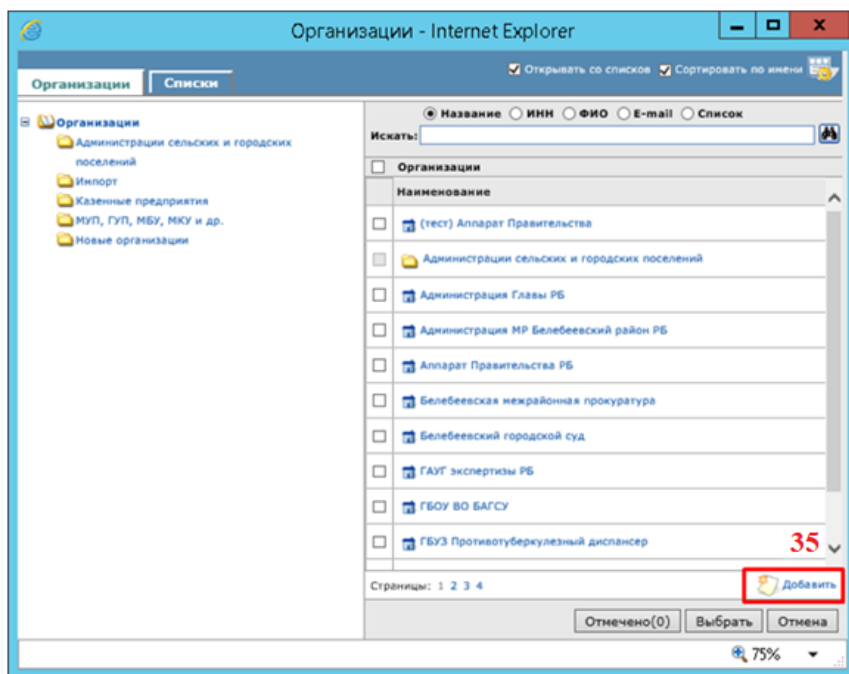 Организации - Internet Explorer
Организации
Списки
Открывать со списков
Сортировать по имени
Организации
Администрации сельских и городских
поселений
Импорт
Казенные предприятия
МУП, ГУП, МБУ, МКУ и др.
Новые организации
Название ИНН ФИО E-mail Список
Искать:
Организации
Наименование
(тест) Аппарат Правительства
Администрации сельских и городских поселений
Администрация Главы РБ
Администрация МР Белебеевский район РБ
Аппарат Правительства РБ
Белебеевская межрайонная прокуратура
Белебеевский городской суд
ГАУГ экспертизы РБ
ГБОУ ВО БАГСУ
ГБУЗ Противотуберкулезный диспансер
35
Страницы: 1 2 3 4
Добавить
Отмечено(0) Выбрать Отмена
75%